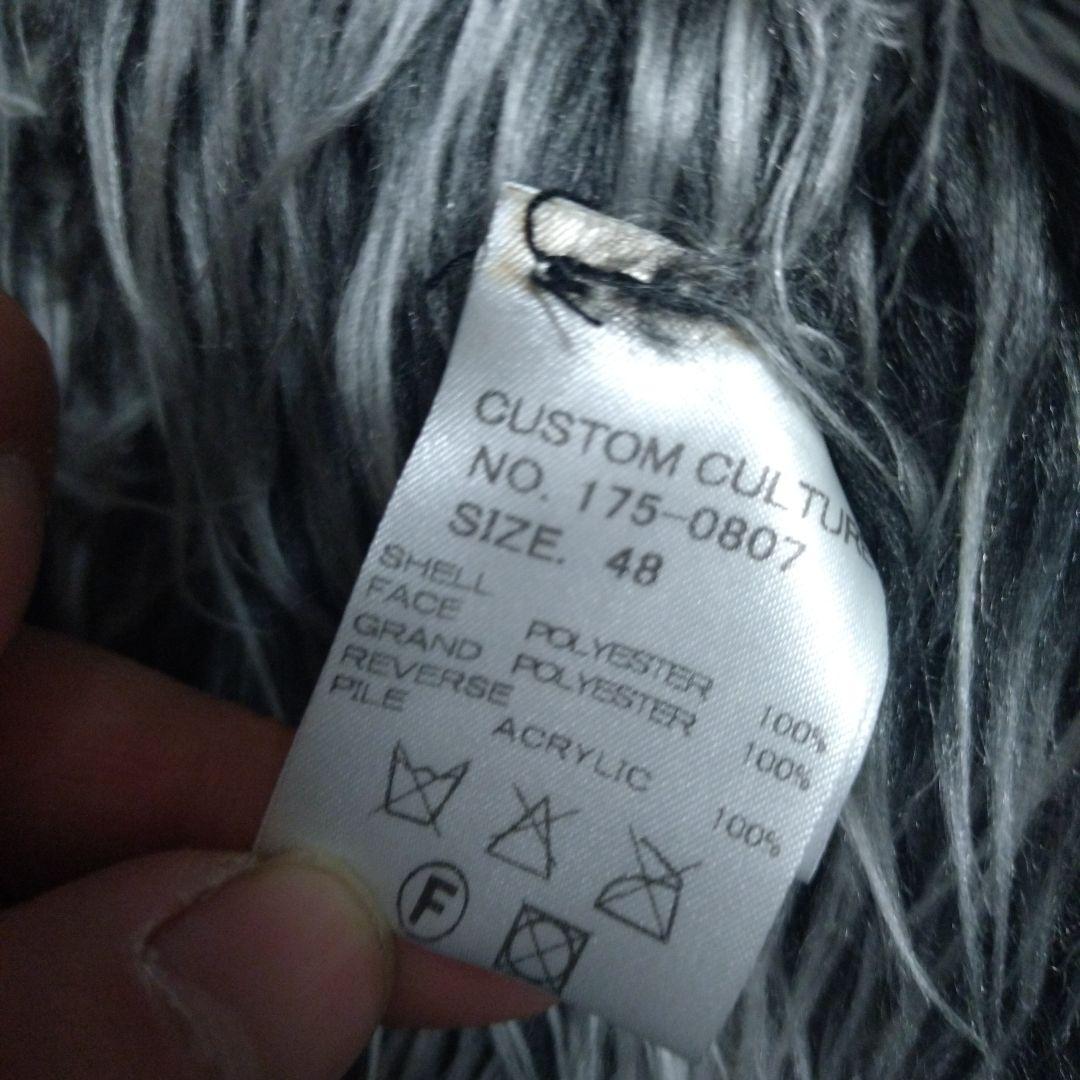 CUSTOM CULTURE
NO. 175-0807
SIZE. 48
SHELL
FACE POLYESTER 100%
GRAND POLYESTER 100%
REVERSE
PILE ACRYLIC 100%
F